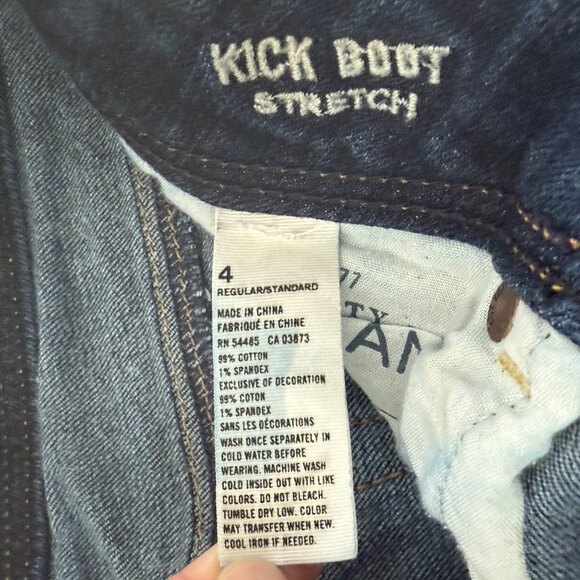 KICK BOOT
STRETCH
4
REGULAR/STANDARD
MADE IN CHINA
FABRIQUÉ EN CHINE
RN 54485 CA 03873
99% COTTON
1% SPANDEX
EXCLUSIVE OF DECORATION
99% COTON
1% SPANDEX
SANS LES DÉCORATIONS
WASH ONCE SEPARATELY IN
COLD WATER BEFORE
WEARING. MACHINE WASH
COLD INSIDE OUT WITH LIKE
COLORS. DO NOT BLEACH.
TUMBLE DRY LOW. COLOR
MAY TRANSFER WHEN NEW.
COOL IRON IF NEEDED.
77
TY
AN